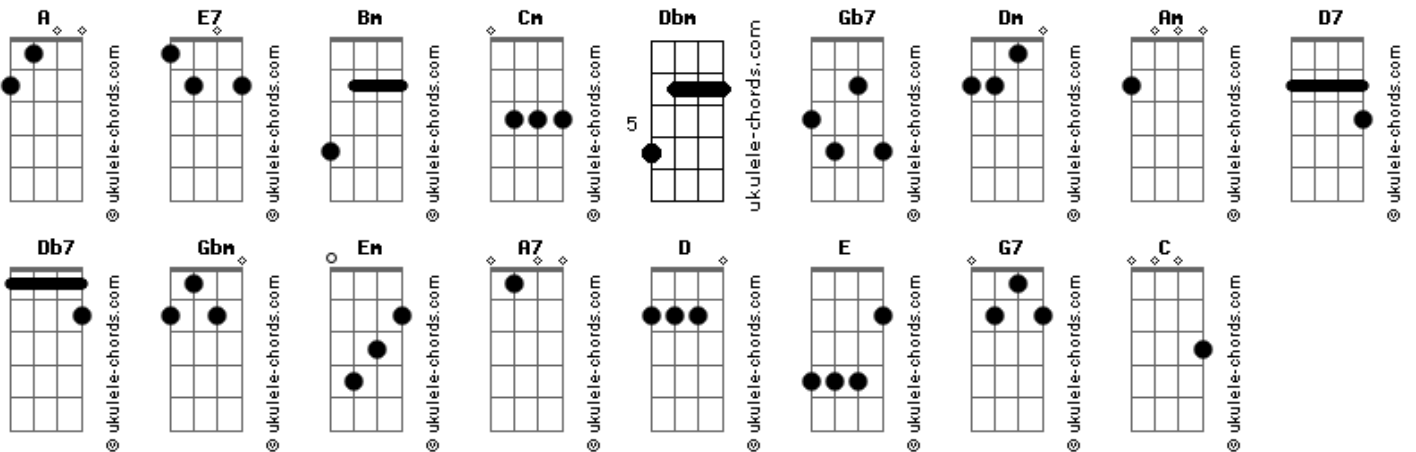 A E7 Bm Cm Dbm Gb7 Dm Am D7
© ukulele-chords.com © ukulele-chords.com © ukulele-chords.com © ukulele-chords.com 5 ukulele-chords.com © ukulele-chords.com © ukulele-chords.com © ukulele-chords.com © ukulele-chords.com
Db7 Gbm Em A7 D E G7 C
© ukulele-chords.com © ukulele-chords.com © ukulele-chords.com © ukulele-chords.com © ukulele-chords.com © ukulele-chords.com © ukulele-chords.com © ukulele-chords.com